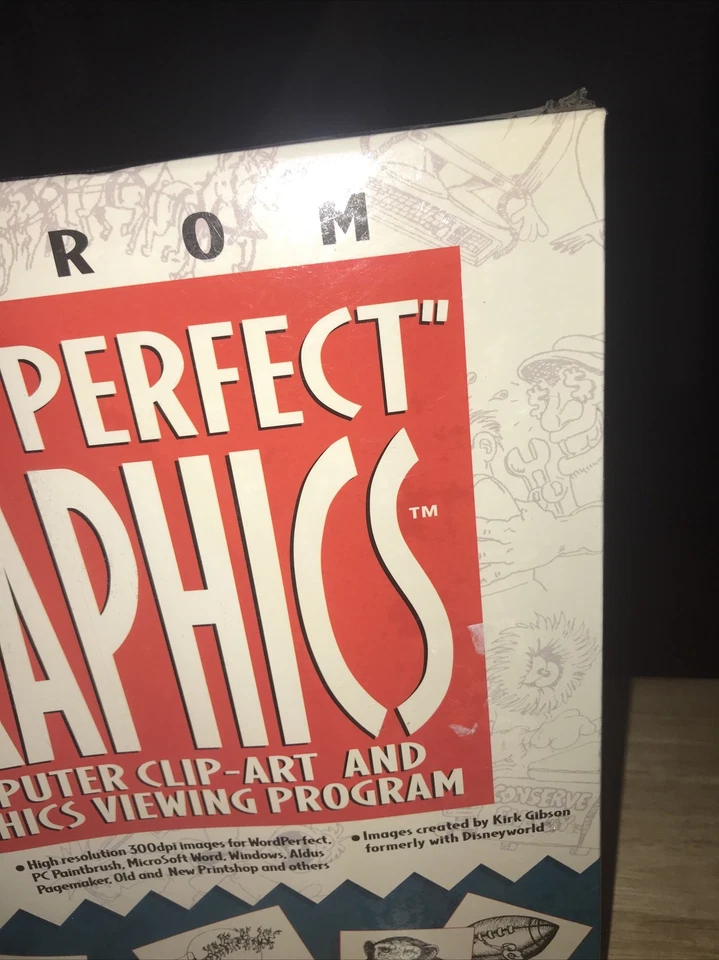 ROM
PERFECT"
APHICS™
PUTER CLIP-ART AND
HICS VIEWING PROGRAM
• High resolution 300dpi images for WordPerfect,
PC Paintbrush, MicroSoft Word, Windows, Aldus
Pagemaker, Old and New Printshop and others
• Images created by Kirk Gibson
formerly with Disneyworld
CONSERVE